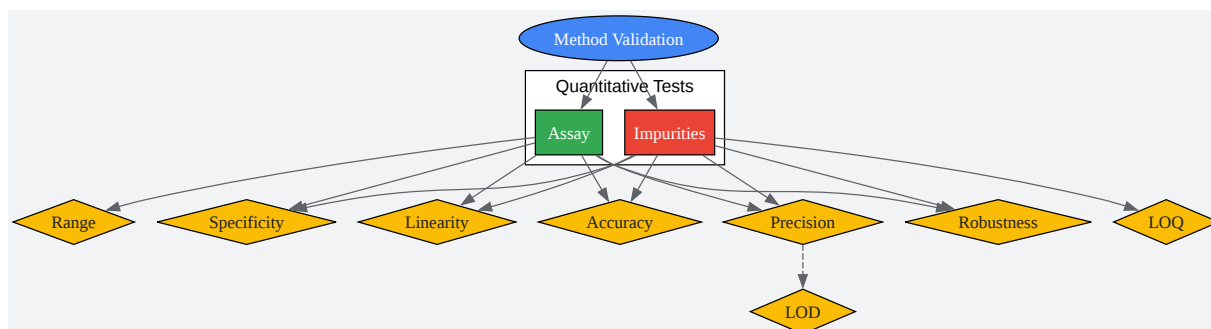 Method Validation
Quantitative Tests
Assay
Impurities
Range
Specificity
Linearity
Accuracy
Precision
Robustness
LOQ
LOD